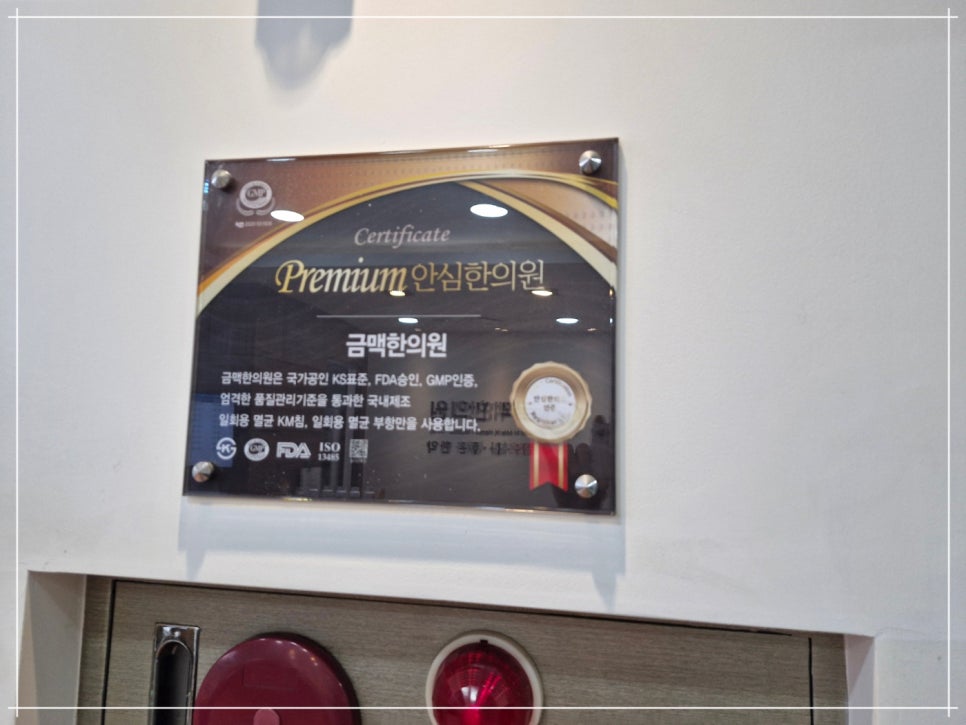 GMP
Certificate
Premium 안심한의원
금맥한의원
금맥한의원은 국가공인 KS표준, FDA승인, GMP인증,
엄격한 품질관리기준을 통과한 국내제조
일회용 멸균 KM침, 일회용 멸균 부항만을 사용합니다.
GMP FDA ISO
13485